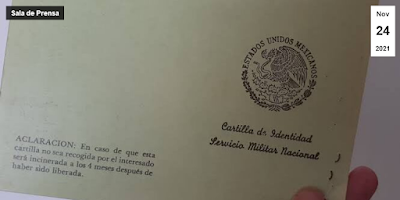 Sala de Prensa
Nov
24
2021
ESTADOS UNIDOS MEXICANOS
Cartilla de Identidad
Servicio Militar Nacional
ACLARACION: En caso de que esta
cartilla no sea recogida por el interesado
será incinerada a los 4 meses después de
haber sido liberada.